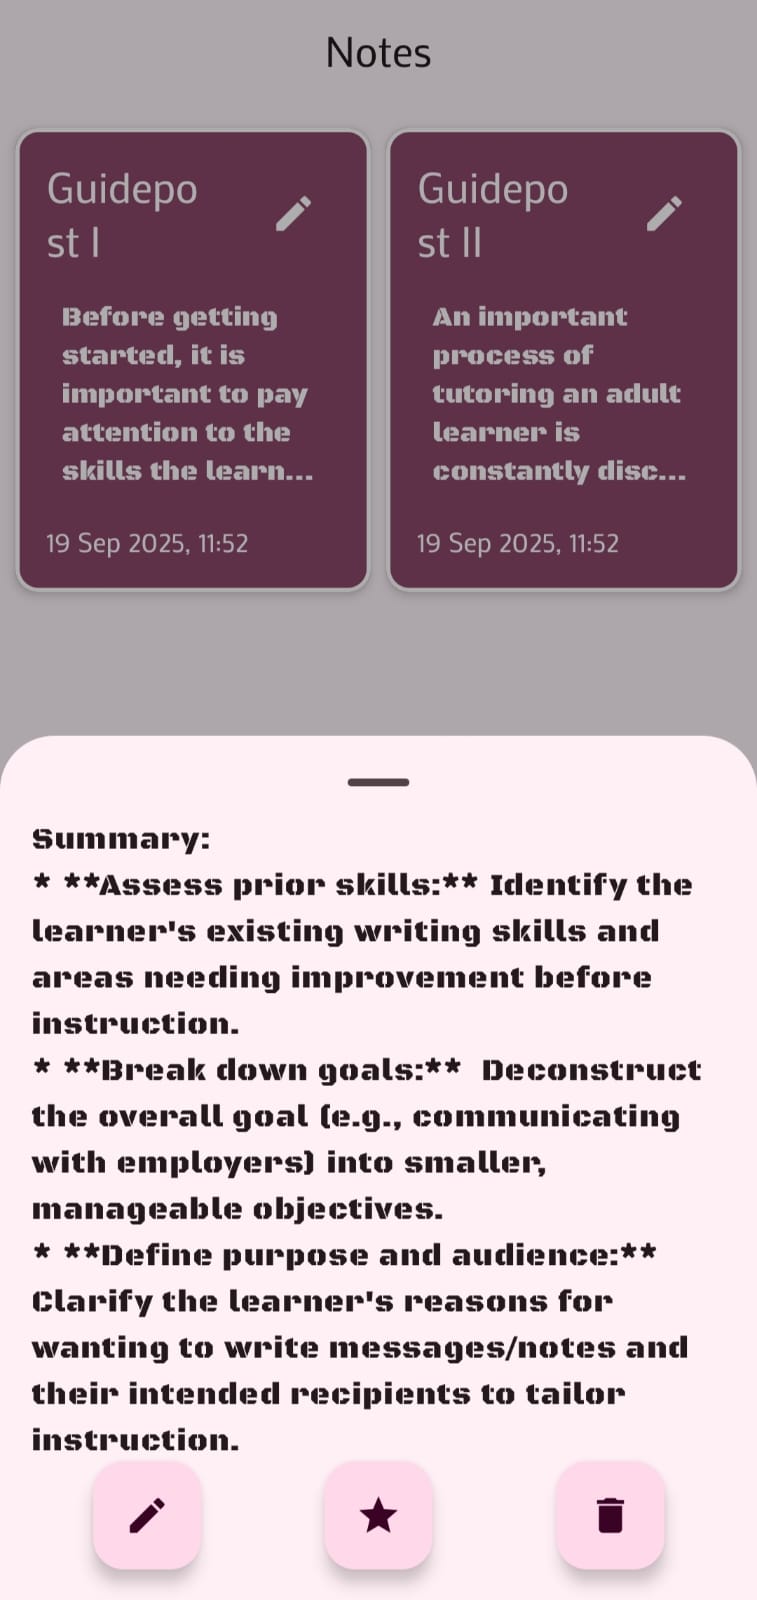 Notes
Guidepo
st I
Before getting
started, it is
important to pay
attention to the
skills the learn...
19 Sep 2025, 11:52
Guidepo
st II
An important
process of
tutoring an adult
learner is
constantly disc...
19 Sep 2025, 11:52
Summary:
* **Assess prior skills:** Identify the
learner's existing writing skills and
areas needing improvement before
instruction.
* **Break down goals:**  Deconstruct
the overall goal (e.g., communicating
with employers) into smaller,
manageable objectives.
* **Define purpose and audience:**
Clarify the learner's reasons for
wanting to write messages/notes and
their intended recipients to tailor
instruction.